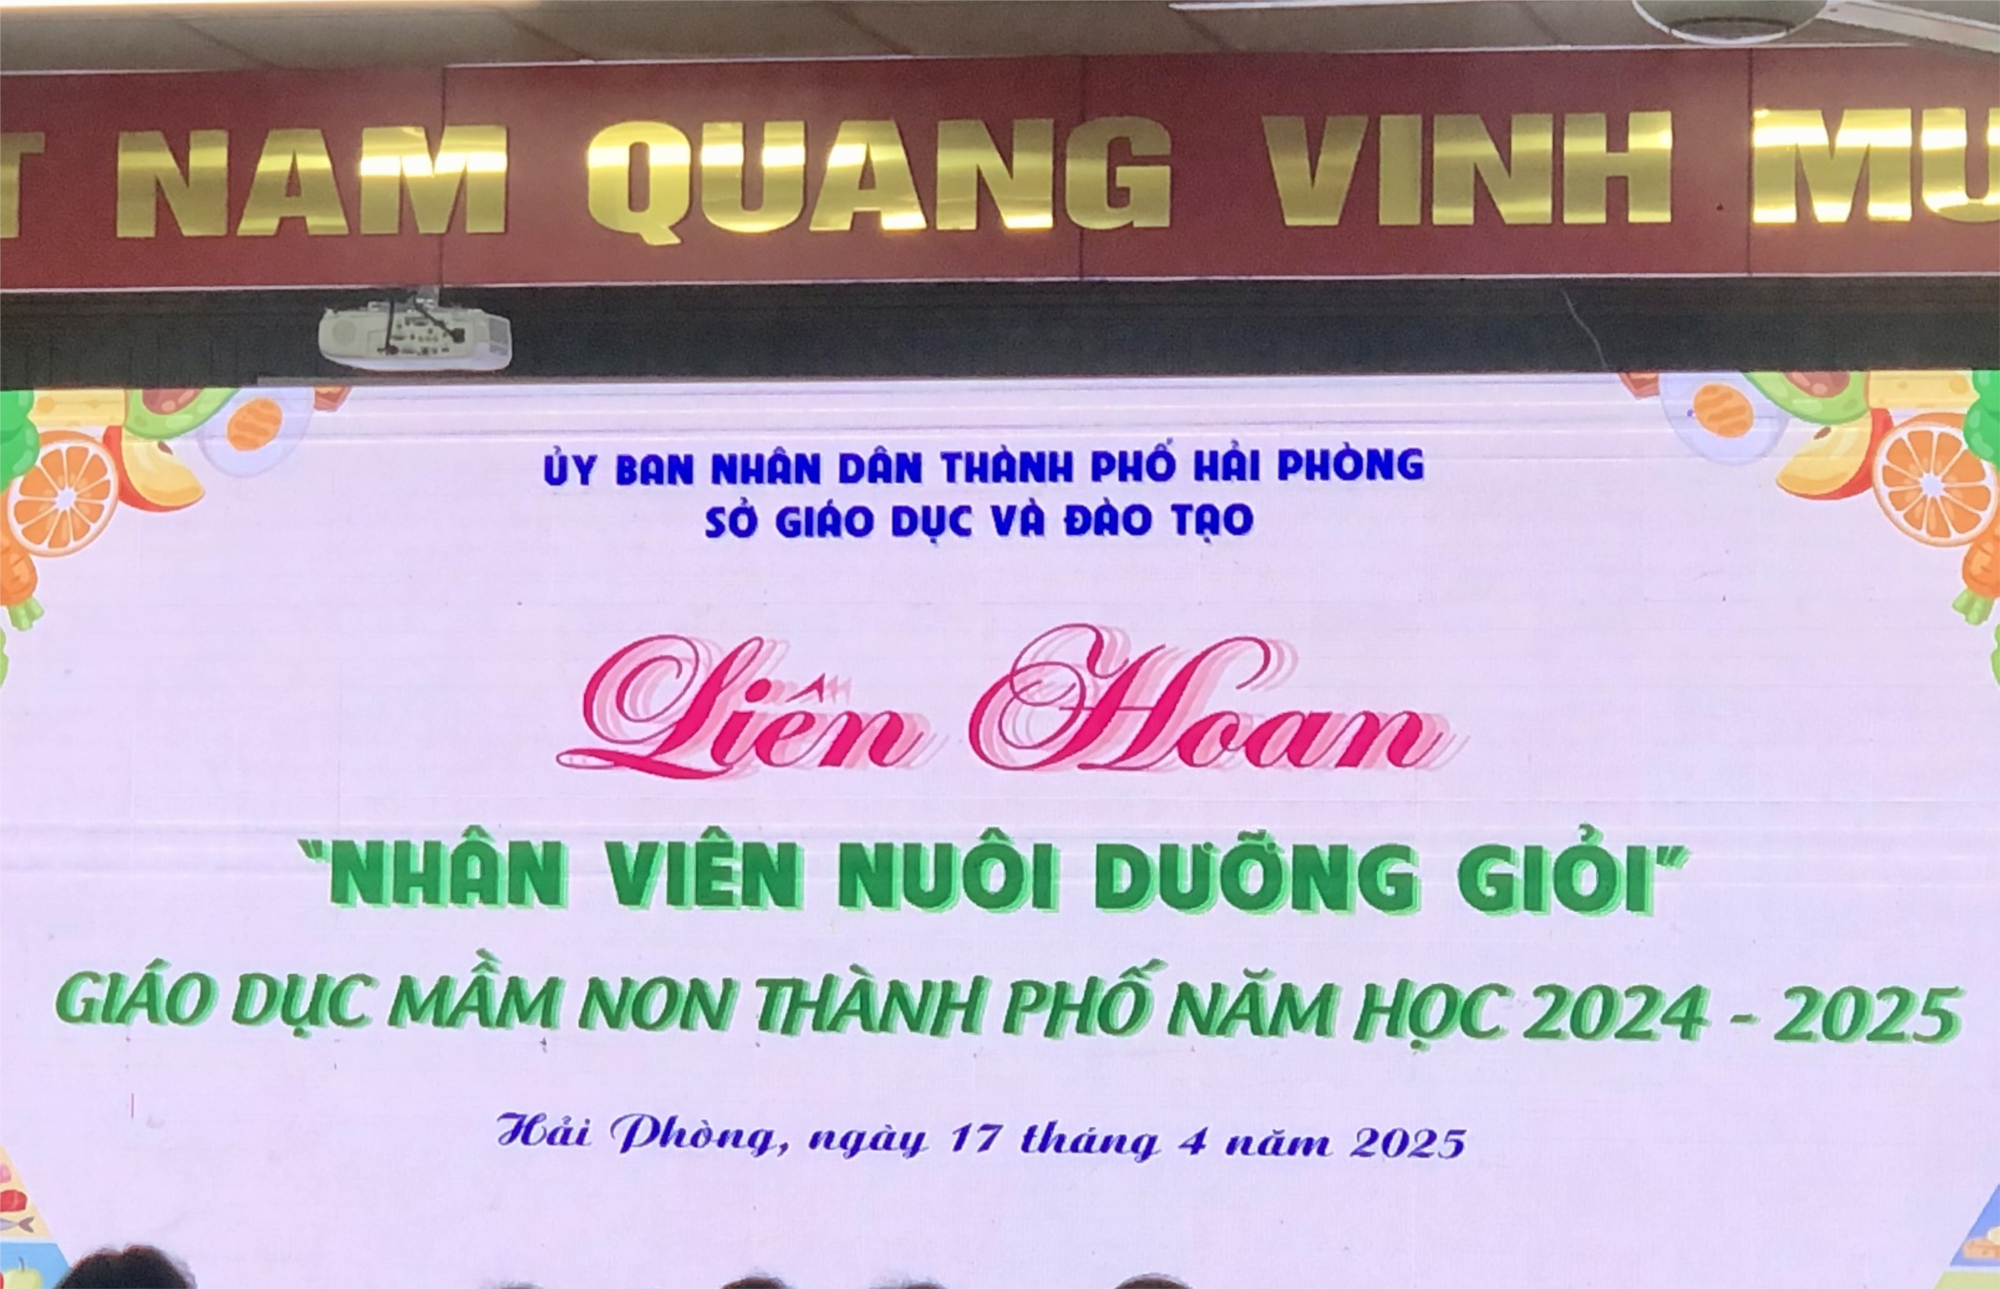 NAM QUANG VINH
ỦY BAN NHÂN DÂN THÀNH PHỐ HẢI PHÒNG
SỞ GIÁO DỤC VÀ ĐÀO TẠO
Liên Hoan
"NHÂN VIÊN NUÔI DƯỠNG GIỎI"
GIÁO DỤC MẦM NON THÀNH PHỐ NĂM HỌC 2024 - 2025
Hải Phòng, ngày 17 tháng 4 năm 2025